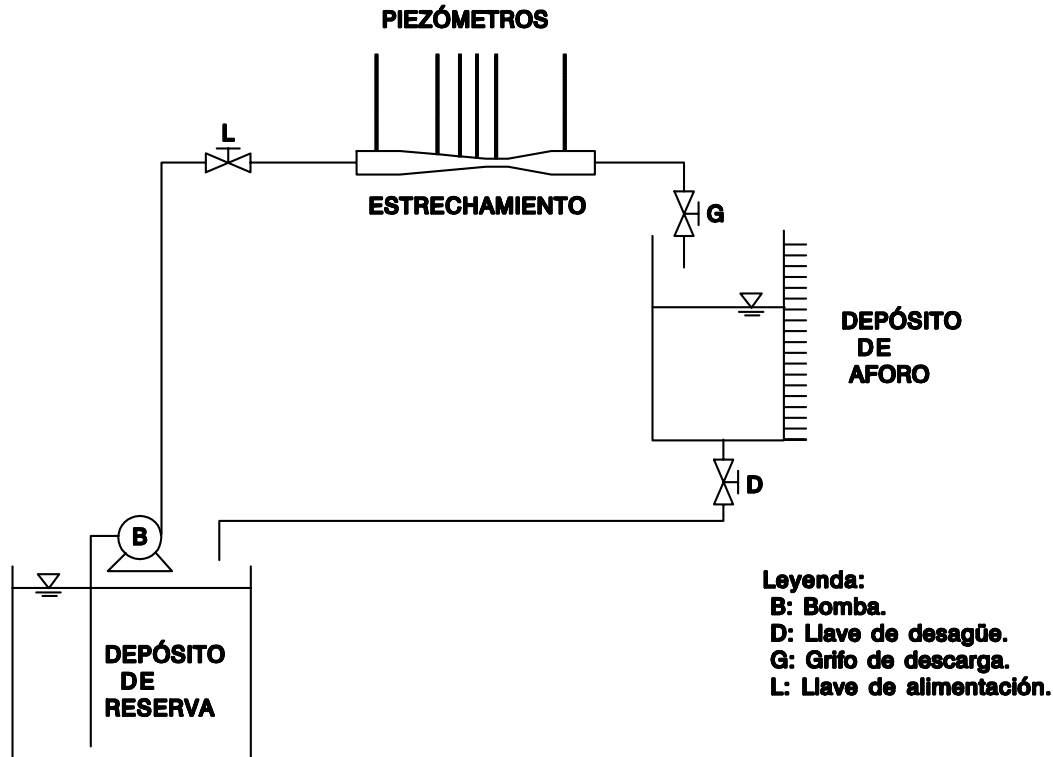 PIEZÓMETROS
L
ESTRECHAMIENTO
G
DEPÓSITO
DE
AFORO
D
B
DEPÓSITO
DE
RESERVA
Leyenda:
B: Bomba.
D: Llave de desagüe.
G: Grifo de descarga.
L: Llave de alimentación.